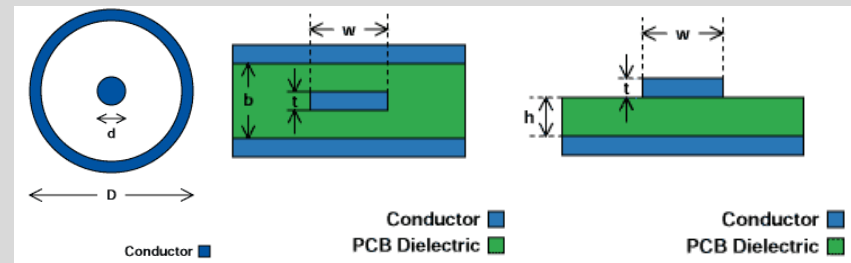 d
D
Conductor
w
b
t
Conductor
PCB Dielectric
w
t
h
Conductor
PCB Dielectric